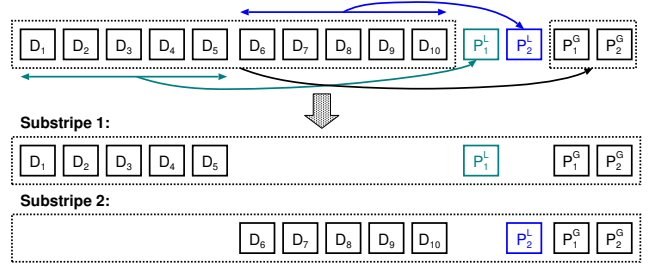 D₁ D₂ D₃ D₄ D₅ D₆ D₇ D₈ D₉ D₁₀ P₁ᴸ P₂ᴸ P₁ᴳ P₂ᴳ
Substripe 1:
D₁ D₂ D₃ D₄ D₅ P₁ᴸ P₁ᴳ P₂ᴳ
Substripe 2:
D₆ D₇ D₈ D₉ D₁₀ P₂ᴸ P₁ᴳ P₂ᴳ